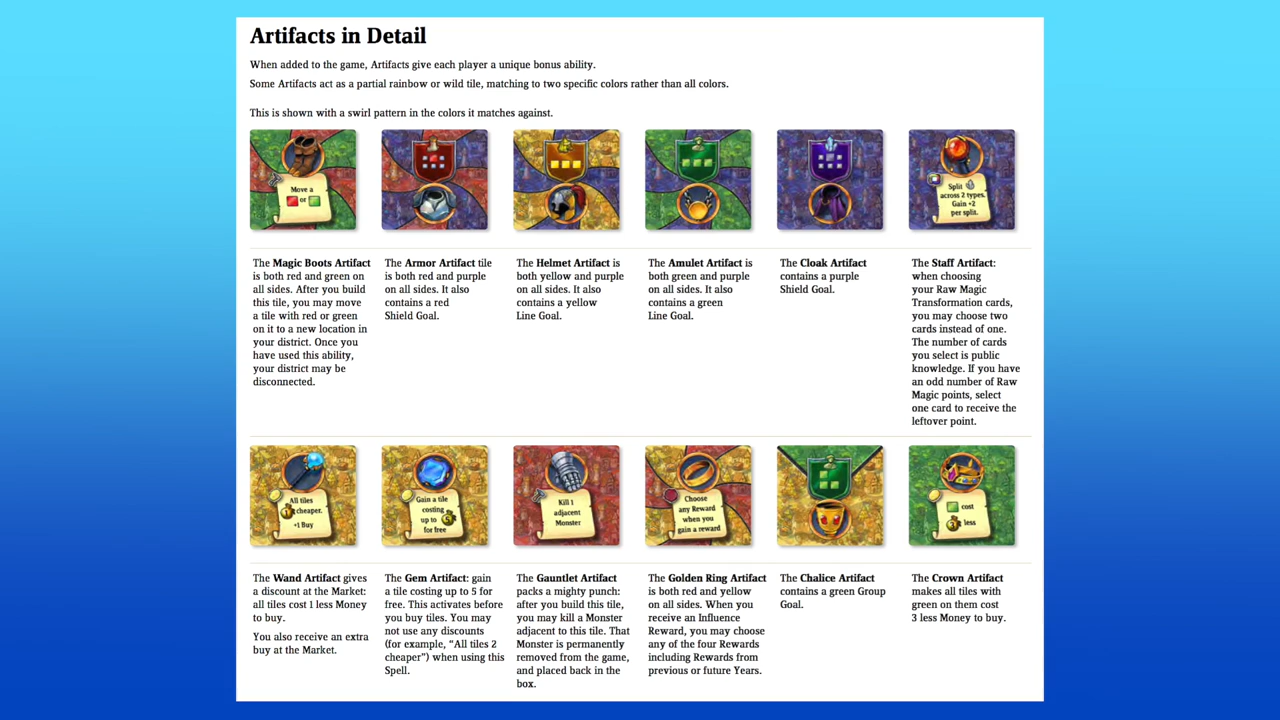 Artifacts in Detail
When added to the game, Artifacts give each player a unique bonus ability.
Some Artifacts act as a partial rainbow or wild tile, matching to two specific colors rather than all colors.
This is shown with a swirl pattern in the colors it matches against.
Move a
or
Split
across 2 types.
Gain +2
per split.
The Magic Boots Artifact
is both red and green on
all sides. After you build
this tile, you may move
a tile with red or green
on it to a new location in
your district. Once you
have used this ability,
your district may be
disconnected.
The Armor Artifact tile
is both red and purple
on all sides. It also
contains a red
Shield Goal.
The Helmet Artifact is
both yellow and purple
on all sides. It also
contains a yellow
Line Goal.
The Amulet Artifact is
both green and purple
on all sides. It also
contains a green
Line Goal.
The Cloak Artifact
contains a purple
Shield Goal.
The Staff Artifact:
when choosing
your Raw Magic
Transformation cards,
you may choose two
cards instead of one.
The number of cards
you select is public
knowledge. If you have
an odd number of Raw
Magic points, select
one card to receive the
leftover point.
All tiles
1 cheaper.
+1 Buy
Gain a tile
costing
up to 5
for free
Kill 1
adjacent
Monster
Choose
any Reward
when you
gain a reward
cost
3 less
The Wand Artifact gives
a discount at the Market:
all tiles cost 1 less Money
to buy.
You also receive an extra
buy at the Market.
The Gem Artifact: gain
a tile costing up to 5 for
free. This activates before
you buy tiles. You may
not use any discounts
(for example, “All tiles 2
cheaper”) when using this
Spell.
The Gauntlet Artifact
packs a mighty punch:
after you build this tile,
you may kill a Monster
adjacent to this tile. That
Monster is permanently
removed from the game,
and placed back in the
box.
The Golden Ring Artifact
is both red and yellow
on all sides. When you
receive an Influence
Reward, you may choose
any of the four Rewards
including Rewards from
previous or future Years.
The Chalice Artifact
contains a green Group
Goal.
The Crown Artifact
makes all tiles with
green on them cost
3 less Money to buy.